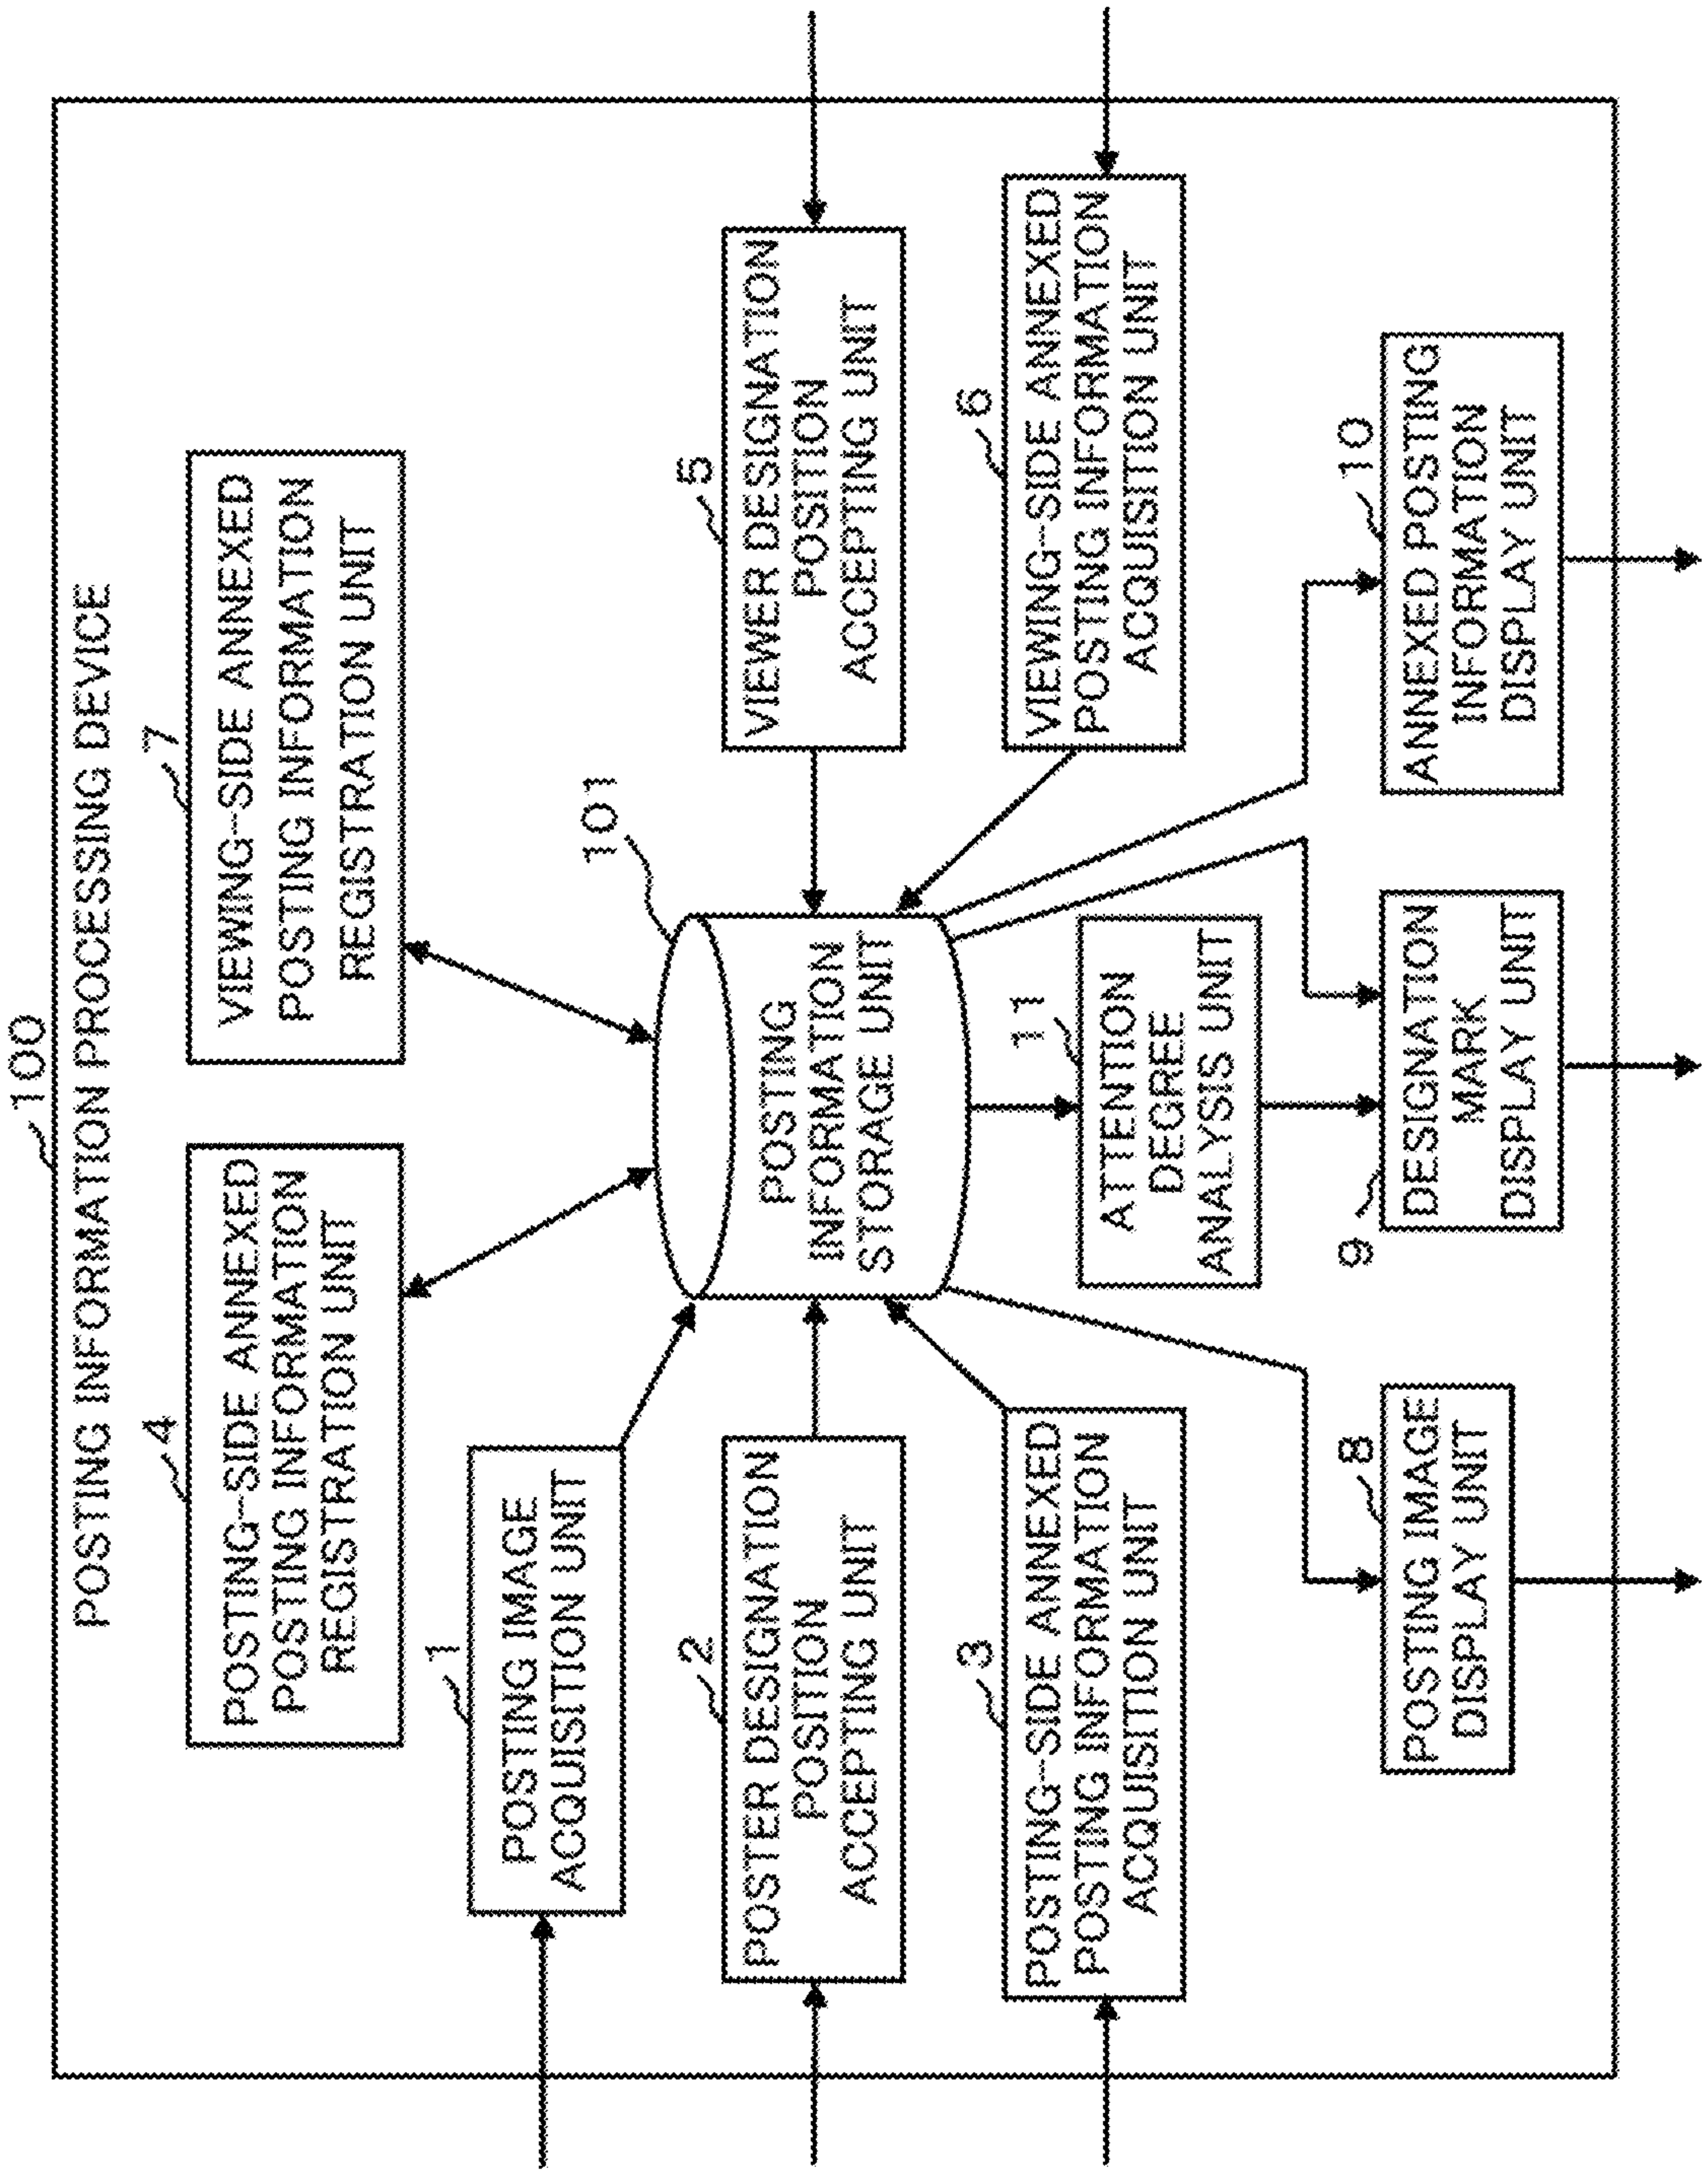 100
POSTING INFORMATION PROCESSING DEVICE
4
POSTING-SIDE ANNEXED
POSTING INFORMATION
REGISTRATION UNIT
7
VIEWING-SIDE ANNEXED
POSTING INFORMATION
REGISTRATION UNIT
1
POSTING IMAGE
ACQUISITION UNIT
101
POSTING
INFORMATION
STORAGE UNIT
2
POSTER DESIGNATION
POSITION
ACCEPTING UNIT
5
VIEWER DESIGNATION
POSITION
ACCEPTING UNIT
3
POSTING-SIDE ANNEXED
POSTING INFORMATION
ACQUISITION UNIT
11
ATTENTION
DEGREE
ANALYSIS UNIT
6
VIEWING-SIDE ANNEXED
POSTING INFORMATION
ACQUISITION UNIT
8
POSTING IMAGE
DISPLAY UNIT
9
DESIGNATION
MARK
DISPLAY UNIT
10
ANNEXED POSTING
INFORMATION
DISPLAY UNIT